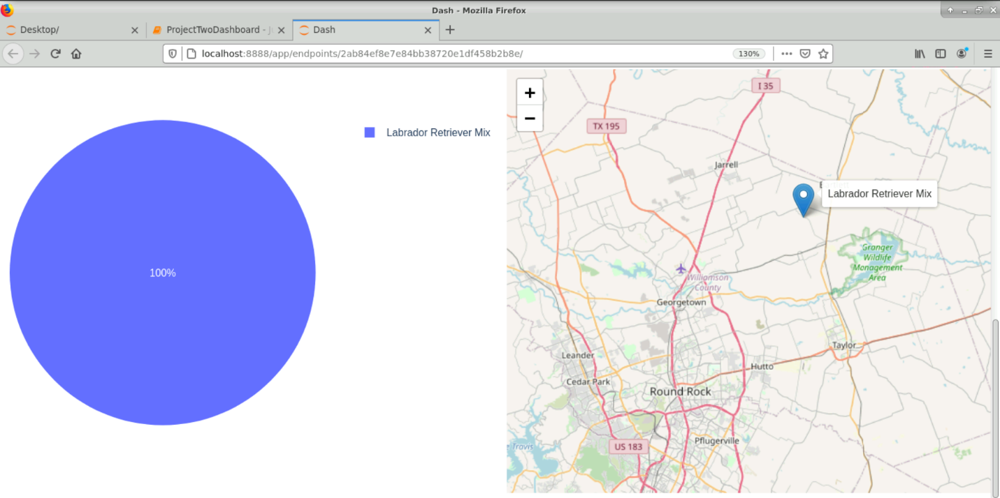 Dash - Mozilla Firefox
Desktop/
ProjectTwoDashboard -
Dash
localhost:8888/app/endpoints/2ab84ef8e7e84bb38720e1df458b2b8e/
130%
Labrador Retriever Mix
100%
+
−
I 35
TX 195
Jarrell
Labrador Retriever Mix
Granger
Wildlife
Management
Area
Williamson
County
Georgetown
Taylor
Leander
Hutto
Cedar Park
Round Rock
Pflugerville
US 183
Travis